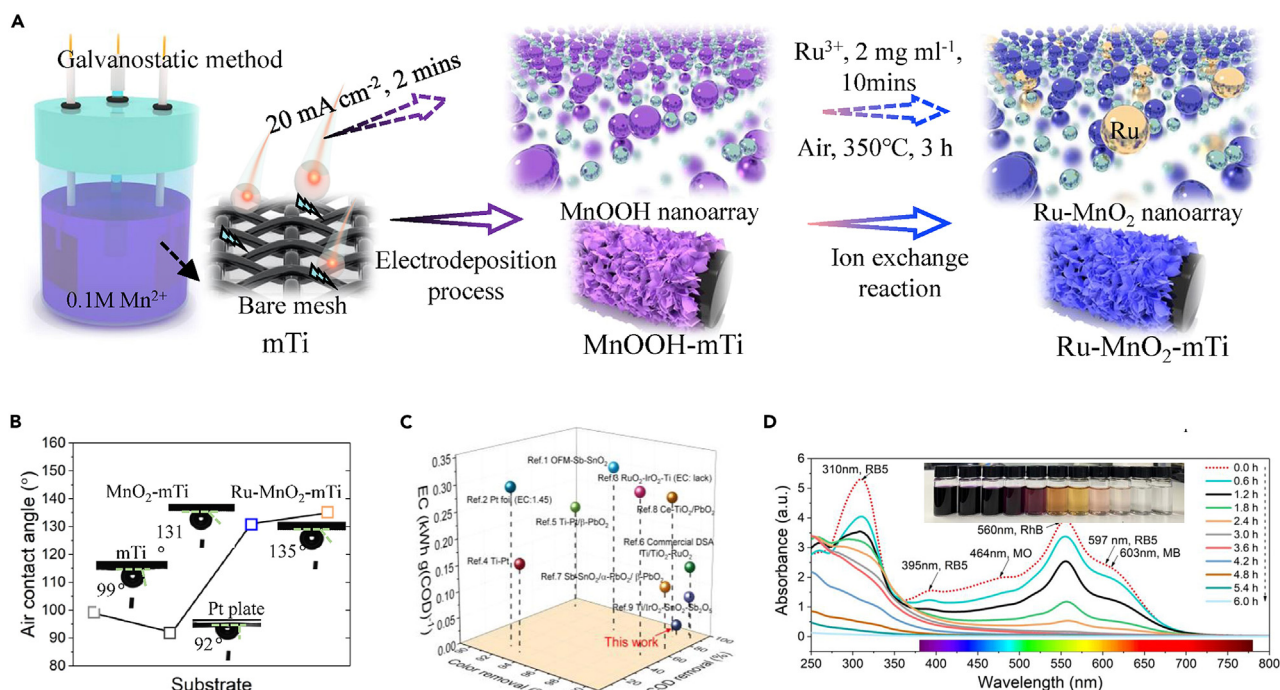 A
Galvanostatic method
0.1M Mn²⁺
20 mA cm⁻², 2 mins
Bare mesh
mTi
Electrodeposition
process
MnOOH nanoarray
MnOOH-mTi
Ru³⁺, 2 mg ml⁻¹,
10mins
Air, 350℃, 3 h
Ion exchange
reaction
Ru
Ru-MnO₂ nanoarray
Ru-MnO₂-mTi
B
Air contact angle (°)
160
150
140
130
120
110
100
90
80
MnO₂-mTi
131
°
Ru-MnO₂-mTi
135°
mTi
99°
Pt plate
92°
Substrate
C
EC (kWh g(COD)⁻¹)
0.35
0.30
0.25
0.20
0.15
0.10
0.05
0.00
Ref.1 OFM-Sb-SnO₂
Ref.2 Pt foil (EC:1.45)
Ref.3 RuO₂-IrO₂-Ti (EC: lack)
Ref.8 Ce-TiO₂/PbO₂
Ref.5 Ti-Pt/β-PbO₂
Ref.4 Ti-Pt
Ref.6 Commercial DSA
Ti/TiO₂-RuO₂
Ref.7 Sb-SnO₂/α-PbO₂/ β-PbO₂
Ref.9 Ti/IrO₂-SnO₂-Sb₂O₅
This work
Color removal
20
40
60
80
100
OD removal (%)
D
Absorbance (a.u.)
6
5
4
3
2
1
0
310nm, RB5
395nm, RB5
464nm, MO
560nm, RhB
597 nm, RB5
603nm, MB
0.0 h
0.6 h
1.2 h
1.8 h
2.4 h
3.0 h
3.6 h
4.2 h
4.8 h
5.4 h
6.0 h
250 300 350 400 450 500 550 600 650 700 750 800
Wavelength (nm)